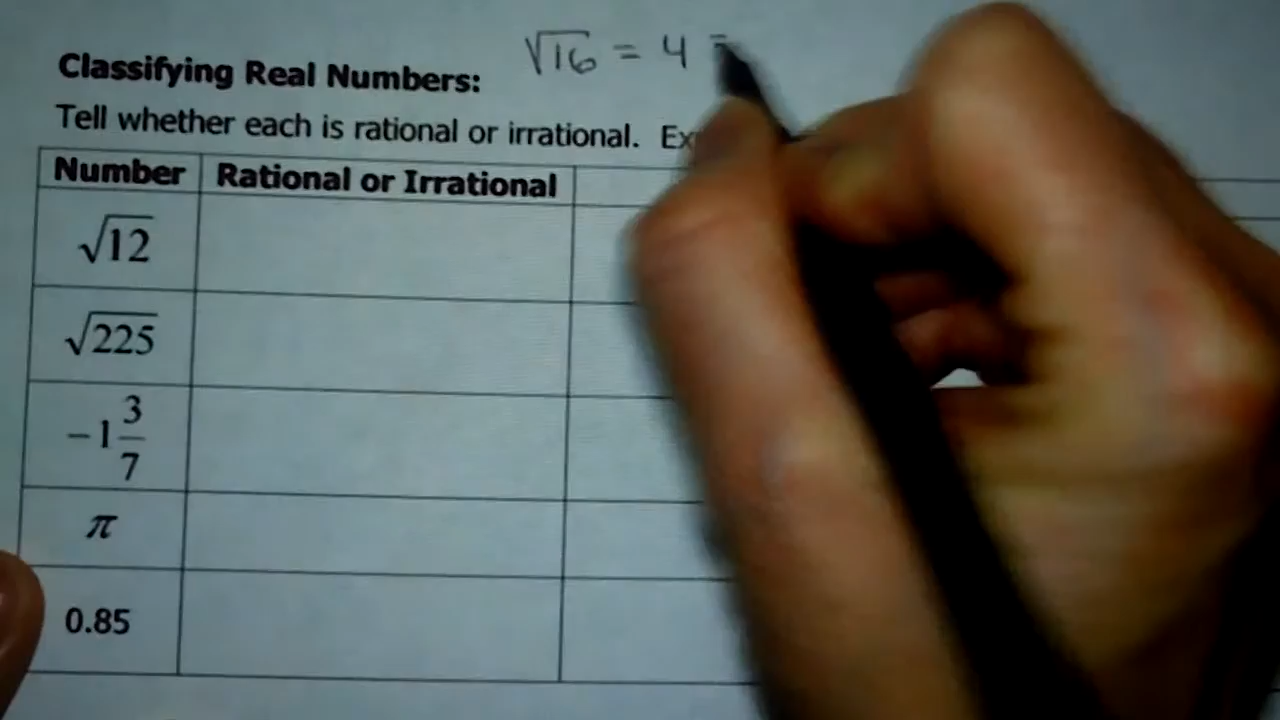 √16 = 4
Classifying Real Numbers:
Tell whether each is rational or irrational.
Number Rational or Irrational
√12
√225
−1 3/7
π
0.85